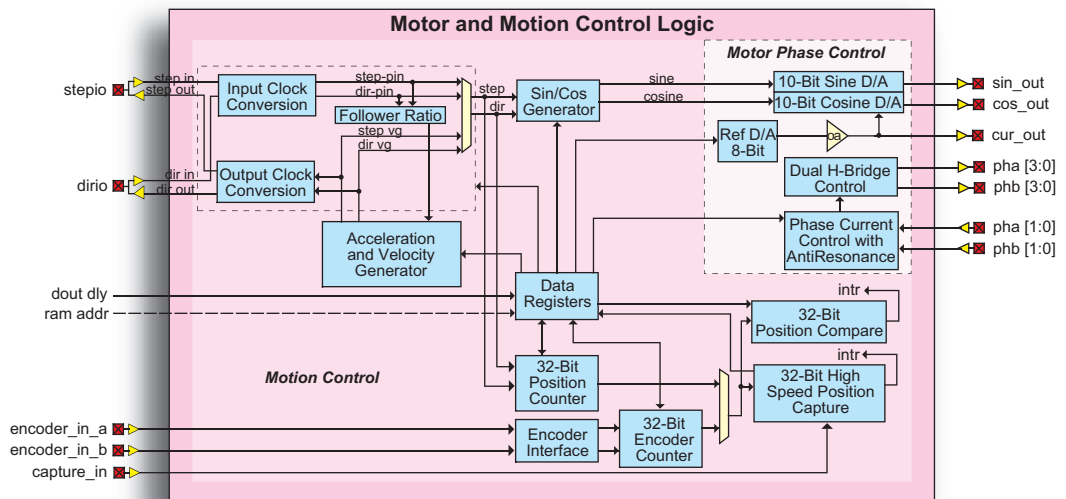 Motor and Motion Control Logic
Motor Phase Control
stepio
step in
step out
Input Clock
Conversion
step-pin
dir-pin
Follower Ratio
step vg
dir vg
step
dir
Sin/Cos
Generator
sine
cosine
10-Bit Sine D/A
10-Bit Cosine D/A
sin_out
cos_out
Ref D/A
8-Bit
oa
cur_out
dirio
dir in
dir out
Output Clock
Conversion
Dual H-Bridge
Control
pha [3:0]
phb [3:0]
Acceleration
and Velocity
Generator
Phase Current
Control with
AntiResonance
pha [1:0]
phb [1:0]
dout dly
ram addr
Data
Registers
intr
32-Bit
Position Compare
Motion Control
32-Bit
Position
Counter
intr
32-Bit High
Speed Position
Capture
encoder_in_a
encoder_in_b
capture_in
Encoder
Interface
32-Bit
Encoder
Counter